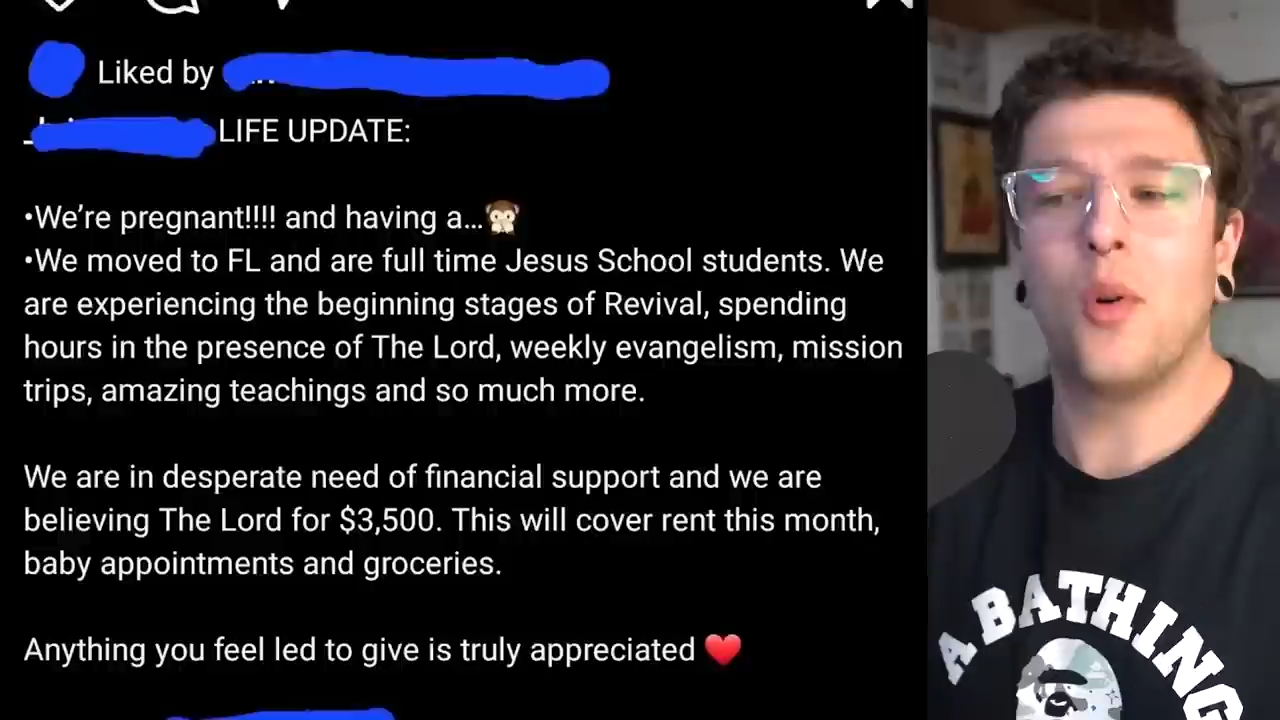 Liked by
LIFE UPDATE:
•We're pregnant!!!! and having a...🙊
•We moved to FL and are full time Jesus School students. We
are experiencing the beginning stages of Revival, spending
hours in the presence of The Lord, weekly evangelism, mission
trips, amazing teachings and so much more.
We are in desperate need of financial support and we are
believing The Lord for $3,500. This will cover rent this month,
baby appointments and groceries.
Anything you feel led to give is truly appreciated ❤️
A BATHING